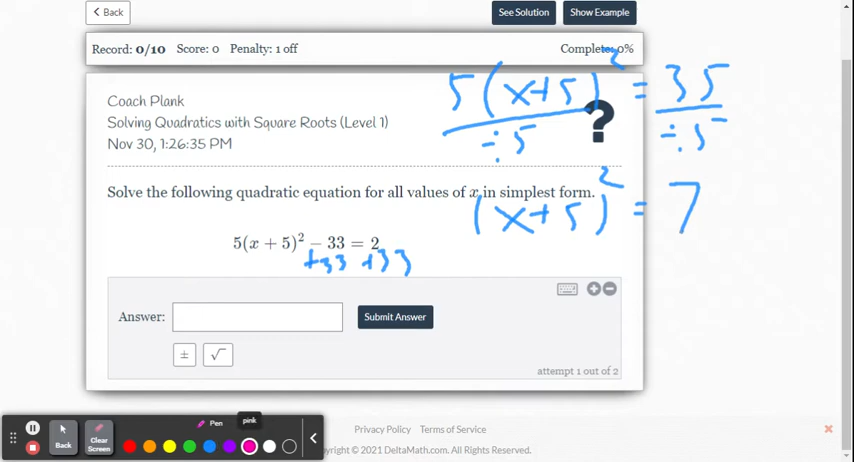 Back
See Solution
Show Example
Record: 0/10 Score: 0 Penalty: 1 off
Complete: 0%
Coach Plank
Solving Quadratics with Square Roots (Level 1)
Nov 30, 1:26:35 PM
?
5(x+5)² = 35
÷5 ÷5
Solve the following quadratic equation for all values of x in simplest form.
(x+5)² = 7
5(x + 5)² − 33 = 2
+33 +33
Answer:
Submit Answer
± √
attempt 1 out of 2
pink
Pen
Back
Clear Screen
Privacy Policy Terms of Service
pyright © 2021 DeltaMath.com. All Rights Reserved.